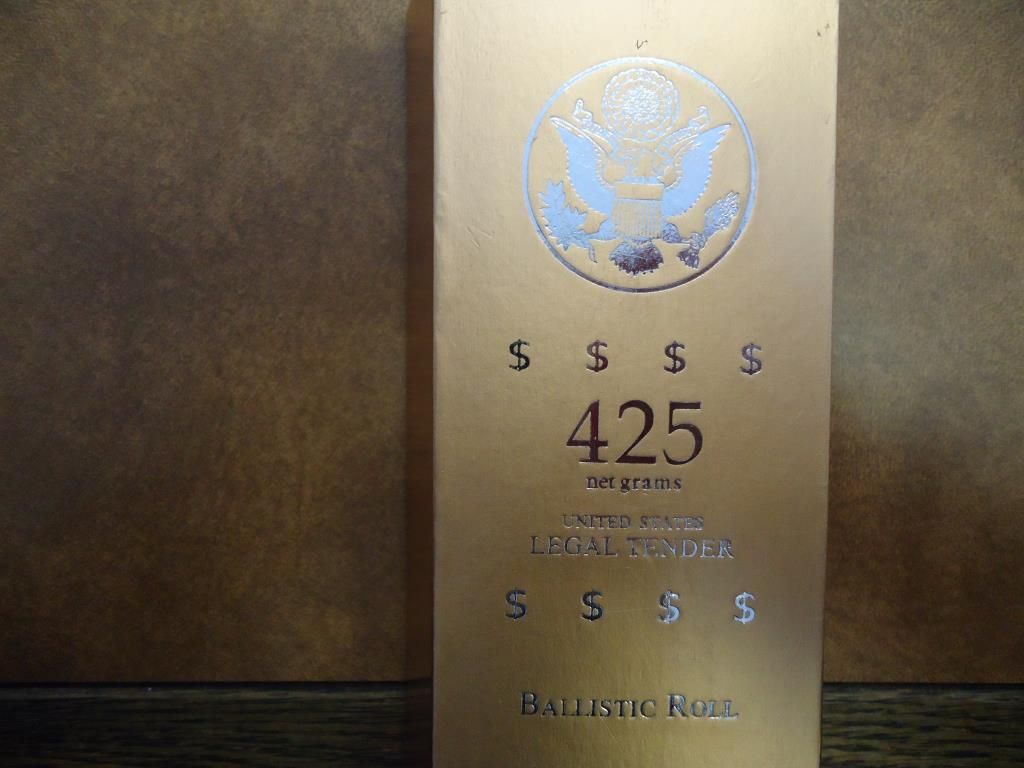 $ $ $ $
425
net grams
UNITED STATES
LEGAL TENDER
$ $ $ $
BALLISTIC ROLL